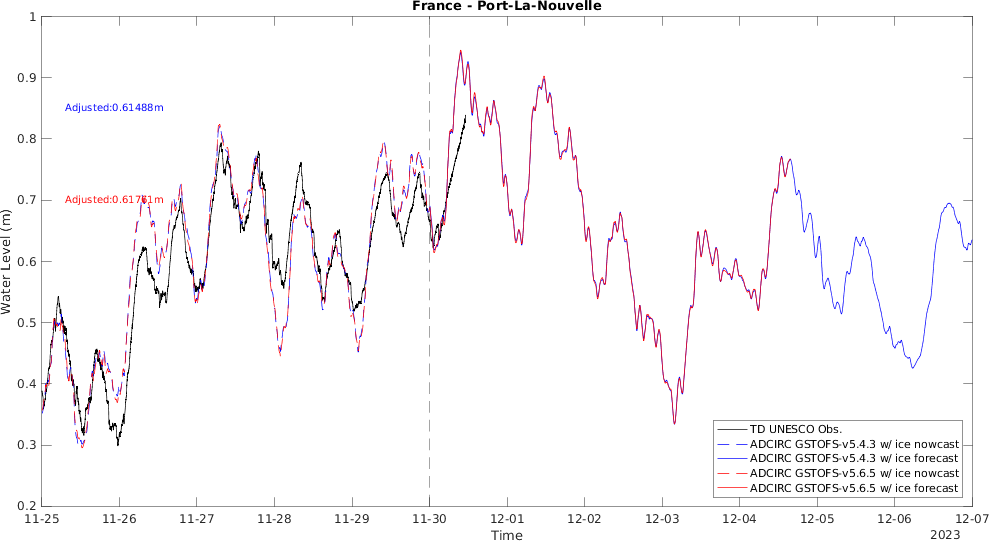 France - Port-La-Nouvelle
1
0.9
0.8
0.7
0.6
0.5
0.4
0.3
0.2
Water Level (m)
Adjusted:0.61488m
Adjusted:0.61761m
TD UNESCO Obs.
ADCIRC GSTOFS-v5.4.3 w/ ice nowcast
ADCIRC GSTOFS-v5.4.3 w/ ice forecast
ADCIRC GSTOFS-v5.6.5 w/ ice nowcast
ADCIRC GSTOFS-v5.6.5 w/ ice forecast
11-25 11-26 11-27 11-28 11-29 11-30 12-01 12-02 12-03 12-04 12-05 12-06 12-07
Time
2023